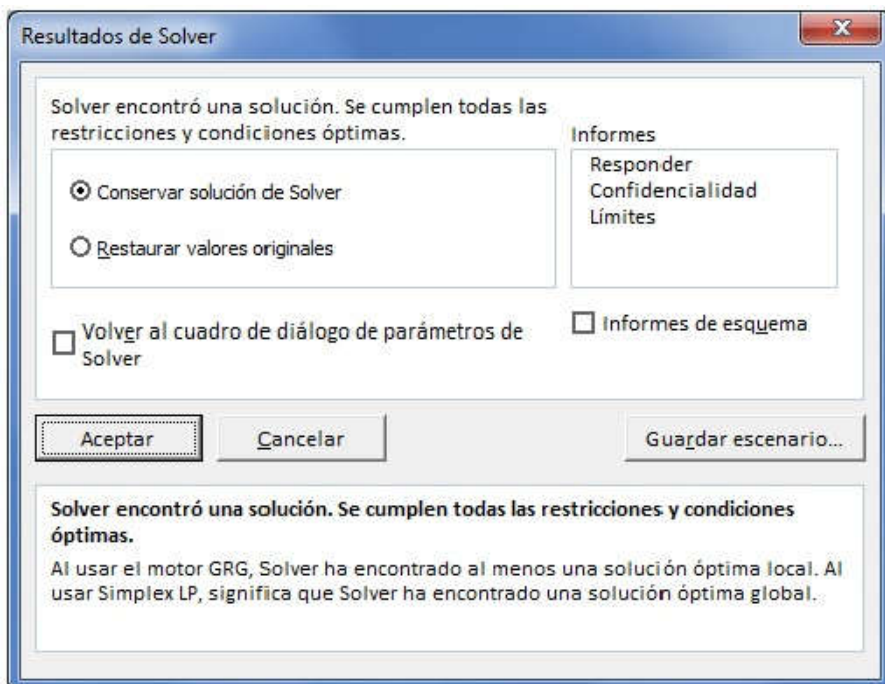 Resultados de Solver
Solver encontró una solución. Se cumplen todas las
restricciones y condiciones óptimas.
Conservar solución de Solver
Restaurar valores originales
Informes
Responder
Confidencialidad
Límites
Volver al cuadro de diálogo de parámetros de
Solver
Informes de esquema
Aceptar
Cancelar
Guardar escenario...
Solver encontró una solución. Se cumplen todas las restricciones y condiciones
óptimas.
Al usar el motor GRG, Solver ha encontrado al menos una solución óptima local. Al
usar Simplex LP, significa que Solver ha encontrado una solución óptima global.